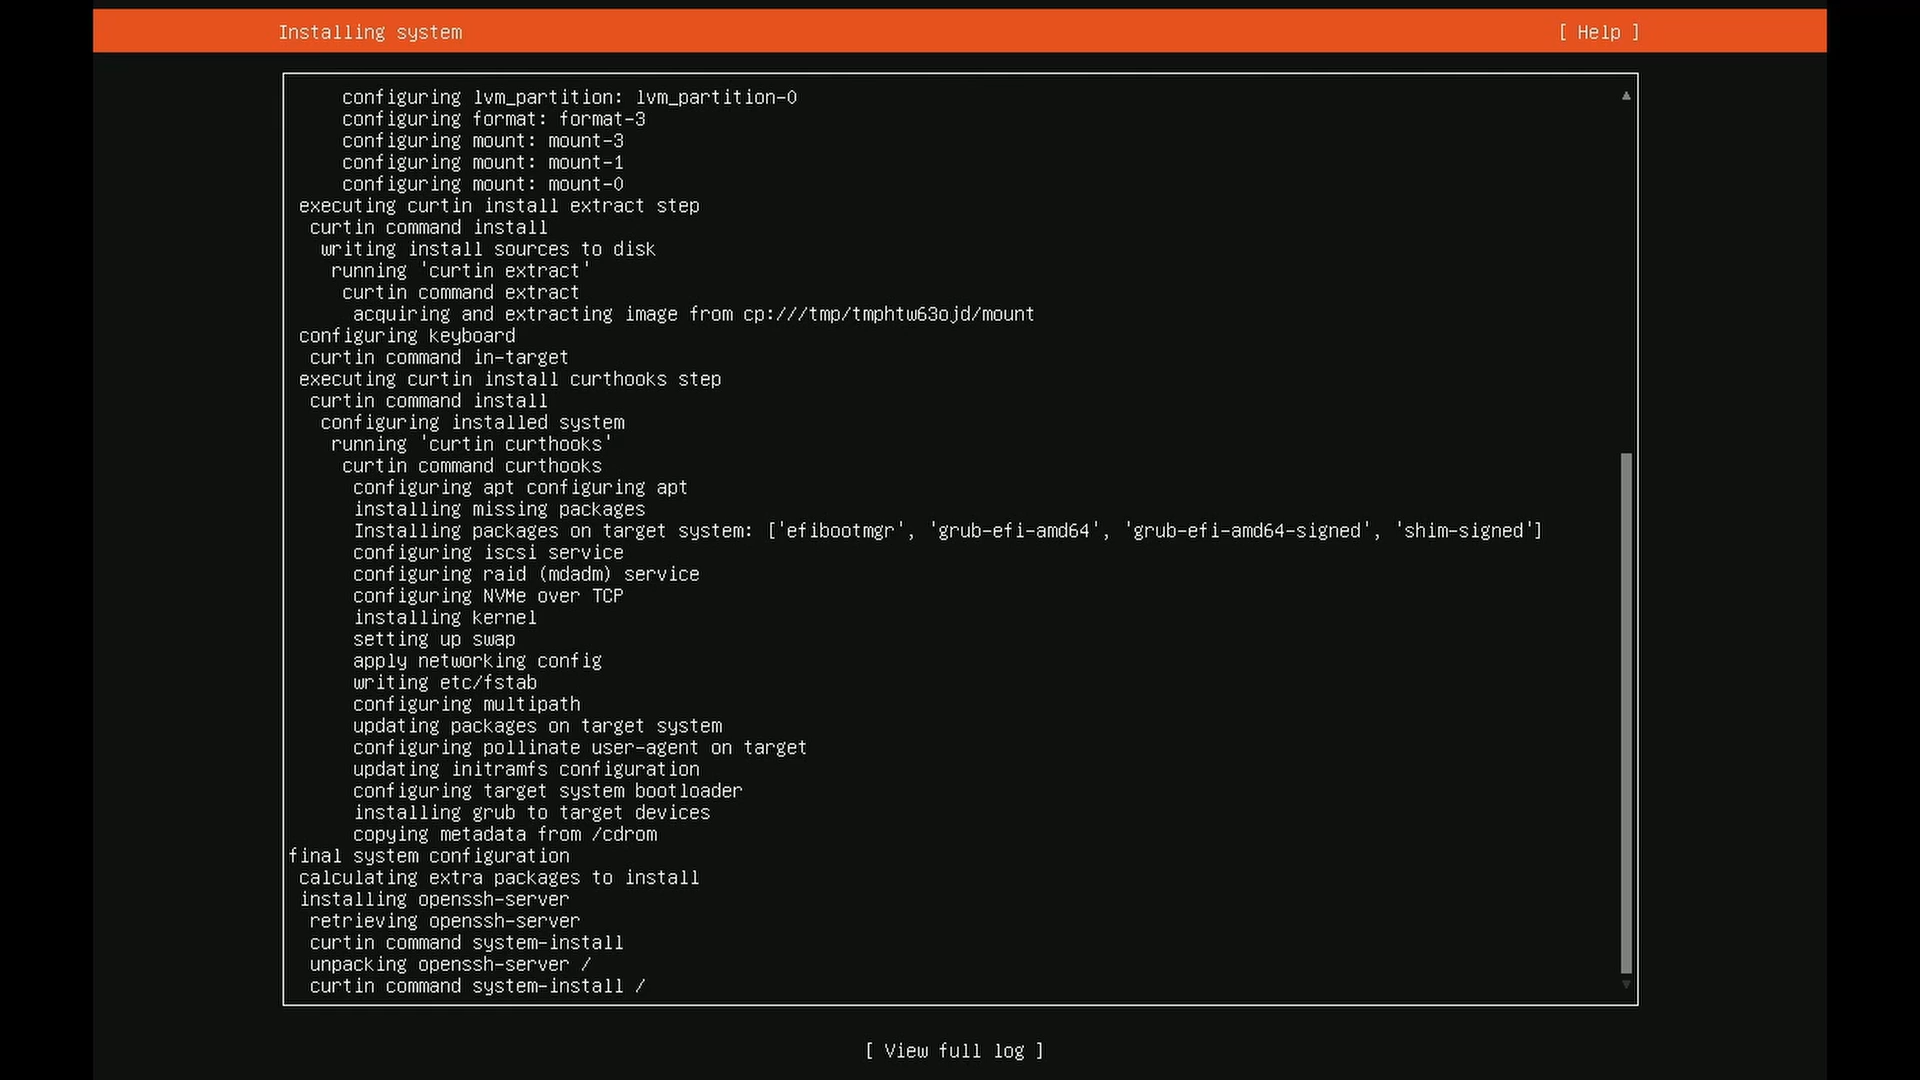 Installing system
[ Help ]
configuring lvm_partition: lvm_partition-0
configuring format: format-3
configuring mount: mount-3
configuring mount: mount-1
configuring mount: mount-0
executing curtin install extract step
curtin command install
writing install sources to disk
running 'curtin extract'
curtin command extract
acquiring and extracting image from cp:///tmp/tmphtw63ojd/mount
configuring keyboard
curtin command in-target
executing curtin install curthooks step
curtin command install
configuring installed system
running 'curtin curthooks'
curtin command curthooks
configuring apt configuring apt
installing missing packages
Installing packages on target system: ['efibootmgr', 'grub-efi-amd64', 'grub-efi-amd64-signed', 'shim-signed']
configuring iscsi service
configuring raid (mdadm) service
configuring NVMe over TCP
installing kernel
setting up swap
apply networking config
writing etc/fstab
configuring multipath
updating packages on target system
configuring pollinate user-agent on target
updating initramfs configuration
configuring target system bootloader
installing grub to target devices
copying metadata from /cdrom
final system configuration
calculating extra packages to install
installing openssh-server
retrieving openssh-server
curtin command system-install
unpacking openssh-server /
curtin command system-install /
[ View full log ]